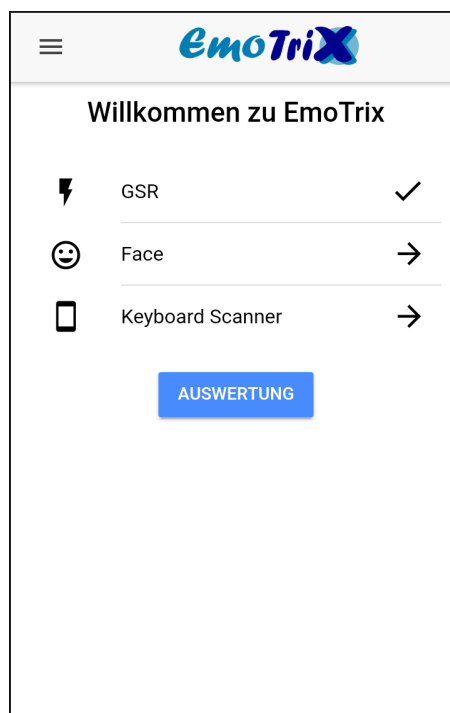 EmoTriX
Willkommen zu EmoTrix
GSR
Face
Keyboard Scanner
AUSWERTUNG